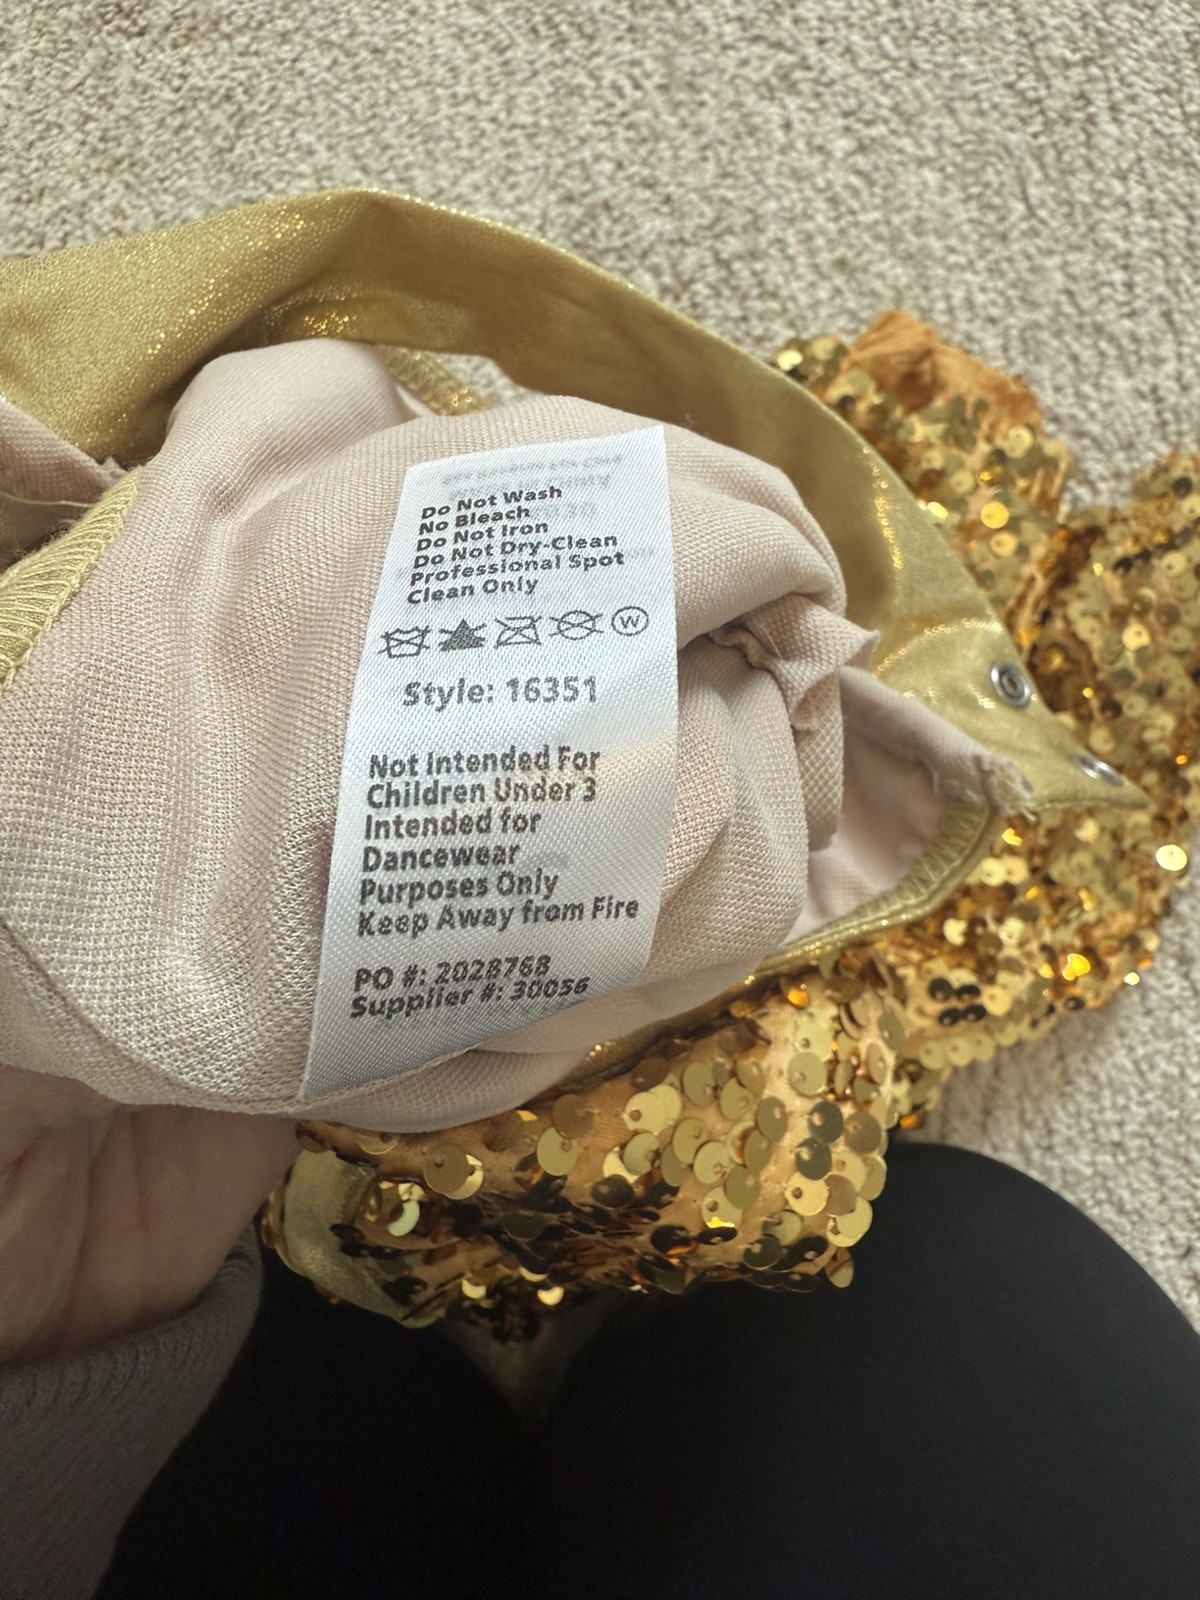 Do Not Wash
No Bleach
Do Not Iron
Do Not Dry-Clean
Professional Spot
Clean Only
W
Style: 16351
Not Intended For
Children Under 3
Intended for
Dancewear
Purposes Only
Keep Away from Fire
PO #: 2028768
Supplier #: 30056